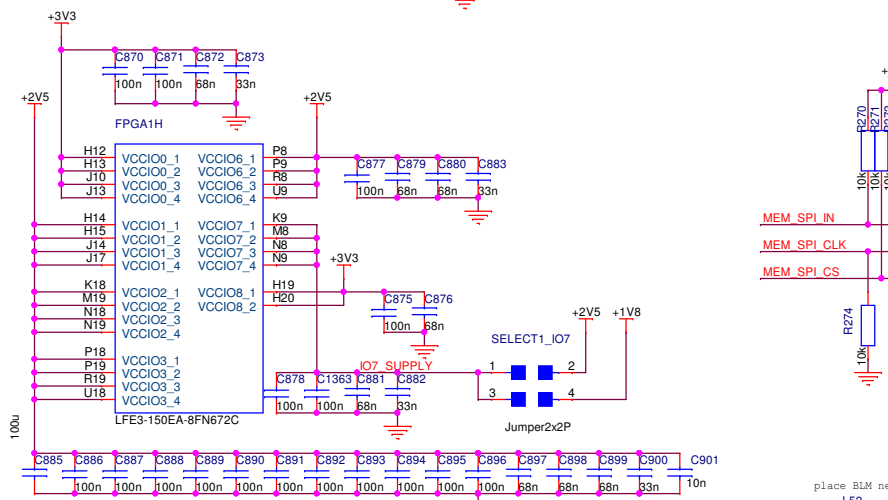 +3V3
C870 C871 C872 C873
100n 100n 68n 33n
+2V5 +2V5
FPGA1H
H12 VCCIO0_1 VCCIO6_1 P8
H13 VCCIO0_2 VCCIO6_2 P9
J10 VCCIO0_3 VCCIO6_3 R8
J13 VCCIO0_4 VCCIO6_4 U9
C877 C879 C880 C883
100n 68n 68n 33n
H14 VCCIO1_1 VCCIO7_1 K9
H15 VCCIO1_2 VCCIO7_2 M8
J14 VCCIO1_3 VCCIO7_3 N8
J17 VCCIO1_4 VCCIO7_4 N9
+3V3
K18 VCCIO2_1 VCCIO8_1 H19
M19 VCCIO2_2 VCCIO8_2 H20
N18 VCCIO2_3
N19 VCCIO2_4
C875 C876
100n 68n
P18 VCCIO3_1
P19 VCCIO3_2
R19 VCCIO3_3
U18 VCCIO3_4
LFE3-150EA-8FN672C
IO7_SUPPLY
C878 C1363 C881 C882
100n 100n 68n 33n
+2V5 +1V8
SELECT1_IO7
1 2
3 4
Jumper2x2P
R270 R271
10k 10k
MEM_SPI_IN
MEM_SPI_CLK
MEM_SPI_CS
R274
10k
100u
C885 C886 C887 C888 C889 C890 C891 C892 C893 C894 C895 C896 C897 C898 C899 C900 C901
100n 100n 100n 100n 100n 100n 100n 100n 100n 100n 100n 68n 68n 68n 33n 10n
place BLM ne